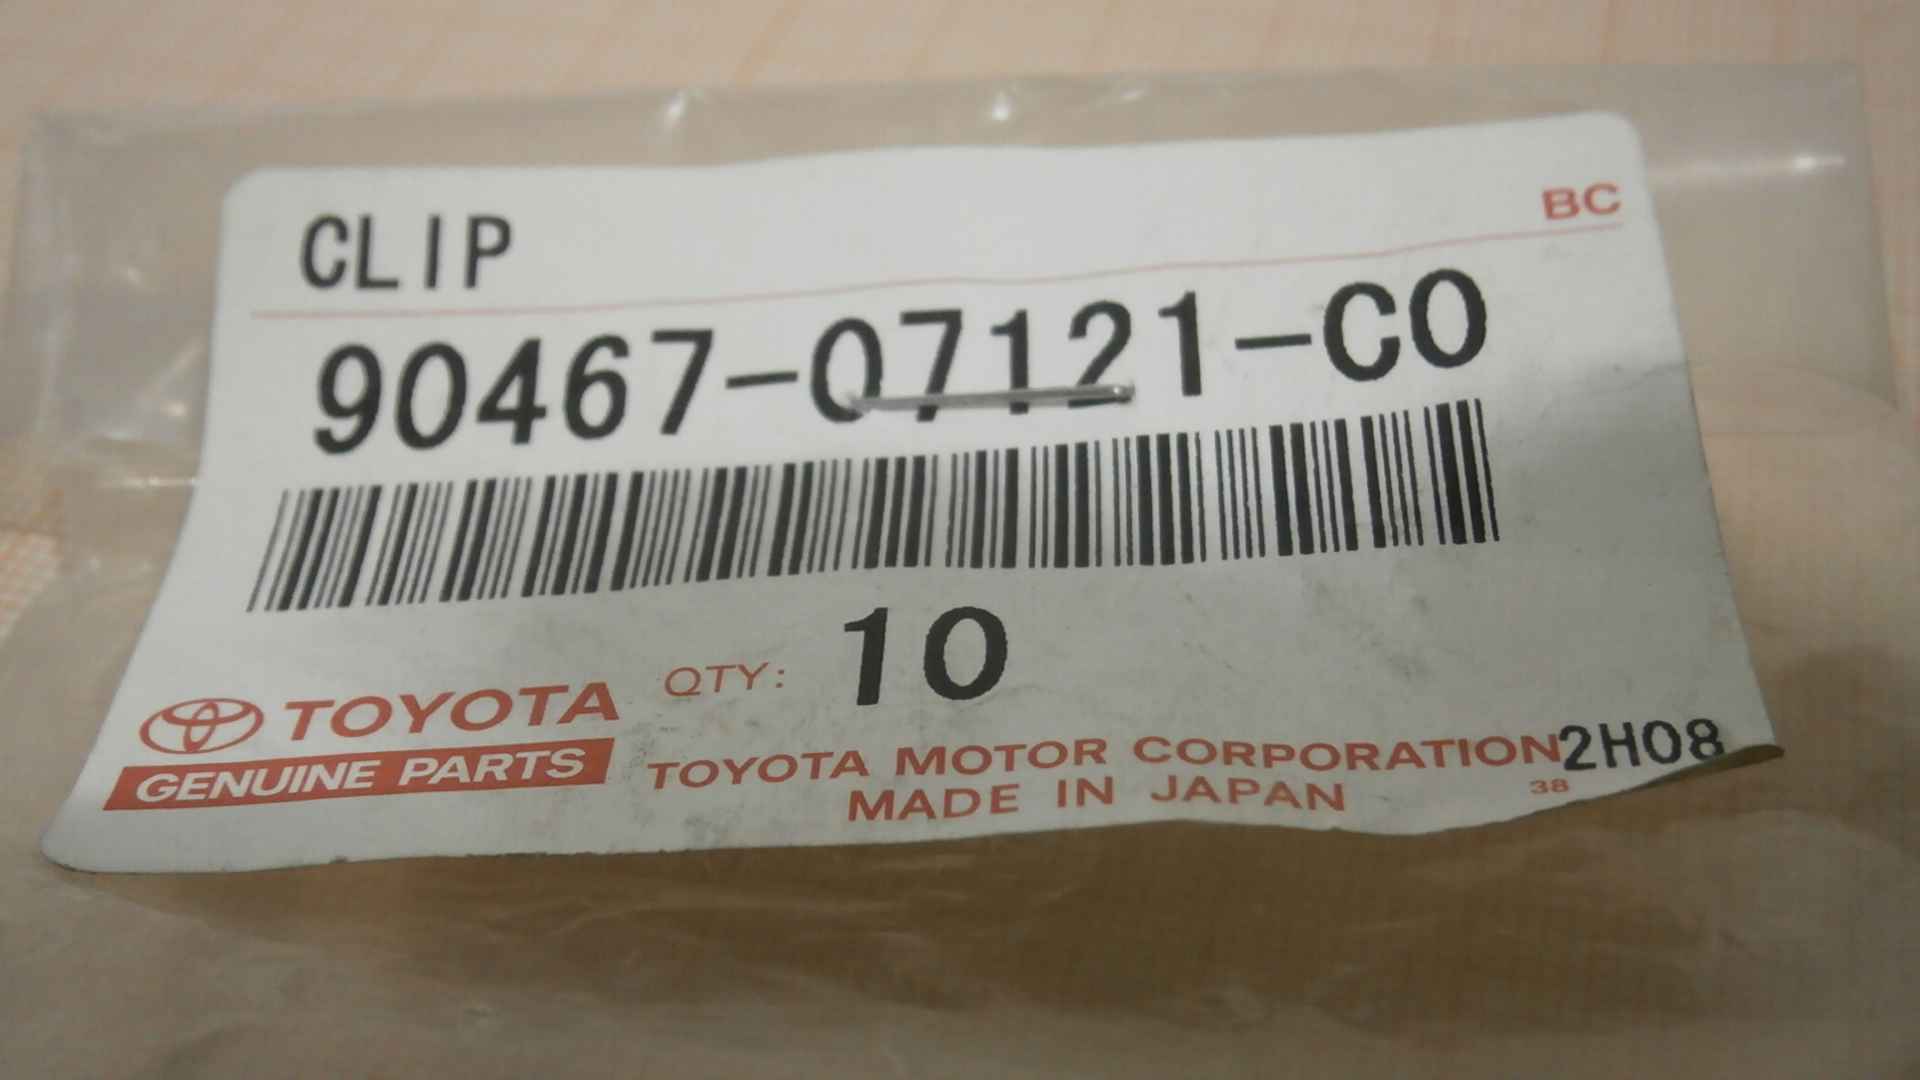 BC
CLIP
90467-07121-C0
QTY: 10
TOYOTA
GENUINE PARTS
TOYOTA MOTOR CORPORATION 2H08
MADE IN JAPAN 38